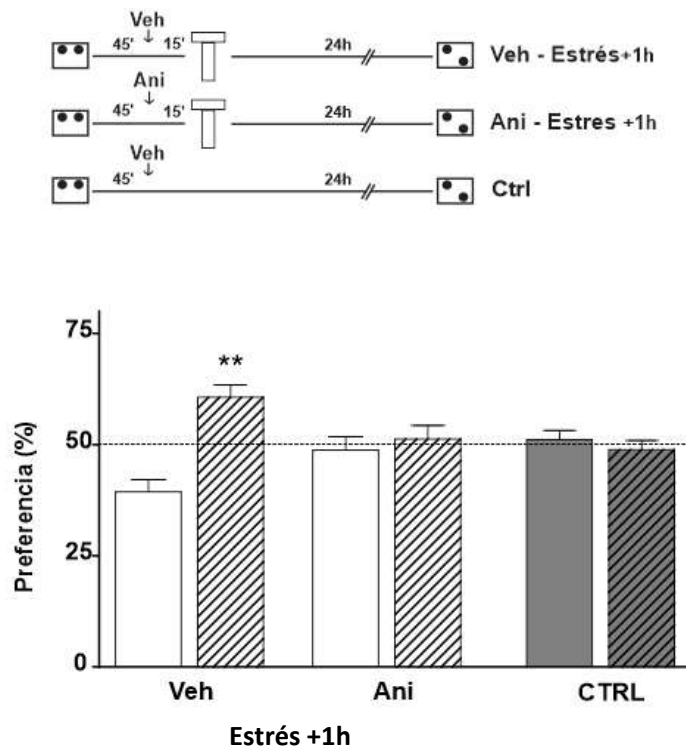 Veh
45' 15' 24h Veh - Estrés+1h
Ani
45' 15' 24h Ani - Estres +1h
Veh
45' 24h Ctrl
75
**
50
25
0
Preferencia (%)
Veh Ani CTRL
Estrés +1h